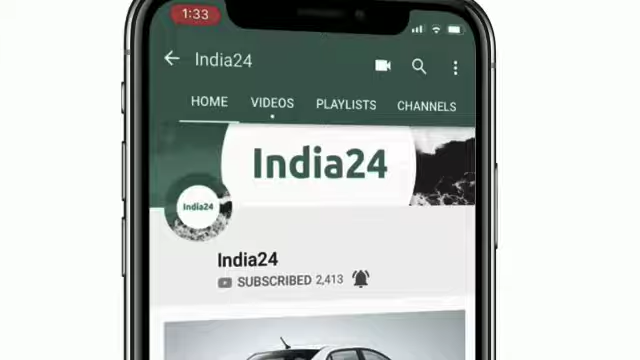 1:33
India24
HOME VIDEOS PLAYLISTS CHANNELS
India24
India24
India24
SUBSCRIBED 2,413